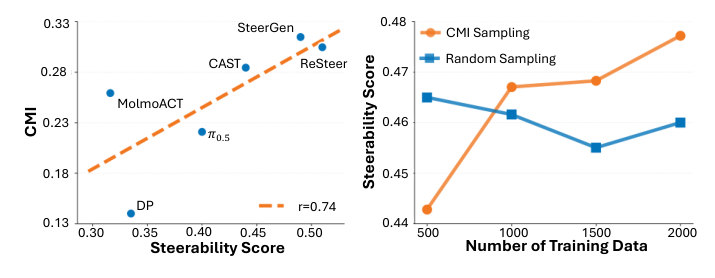 0.33
0.28
0.23
0.18
0.13
CMI
SteerGen
ReSteer
CAST
MolmoACT
π0.5
DP
r=0.74
0.30
0.35
0.40
0.45
0.50
Steerability Score
0.48
0.47
0.46
0.45
0.44
Steerability Score
CMI Sampling
Random Sampling
500
1000
1500
2000
Number of Training Data